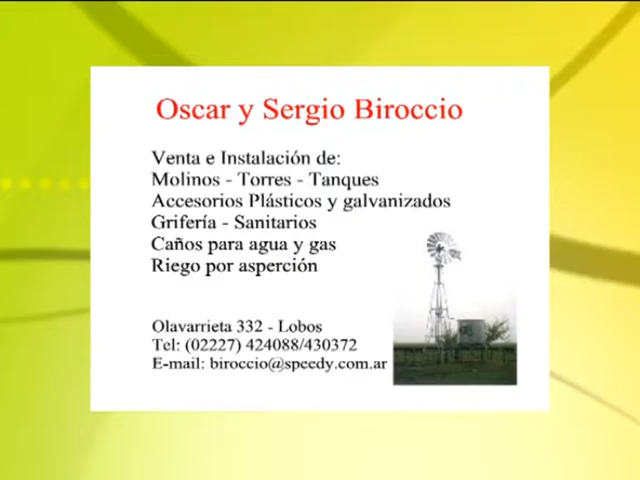 Oscar y Sergio Biroccio
Venta e Instalación de:
Molinos - Torres - Tanques
Accesorios Plásticos y galvanizados
Grifería - Sanitarios
Caños para agua y gas
Riego por asperción
Olavarrieta 332 - Lobos
Tel: (02227) 424088/430372
E-mail: biroccio@speedy.com.ar